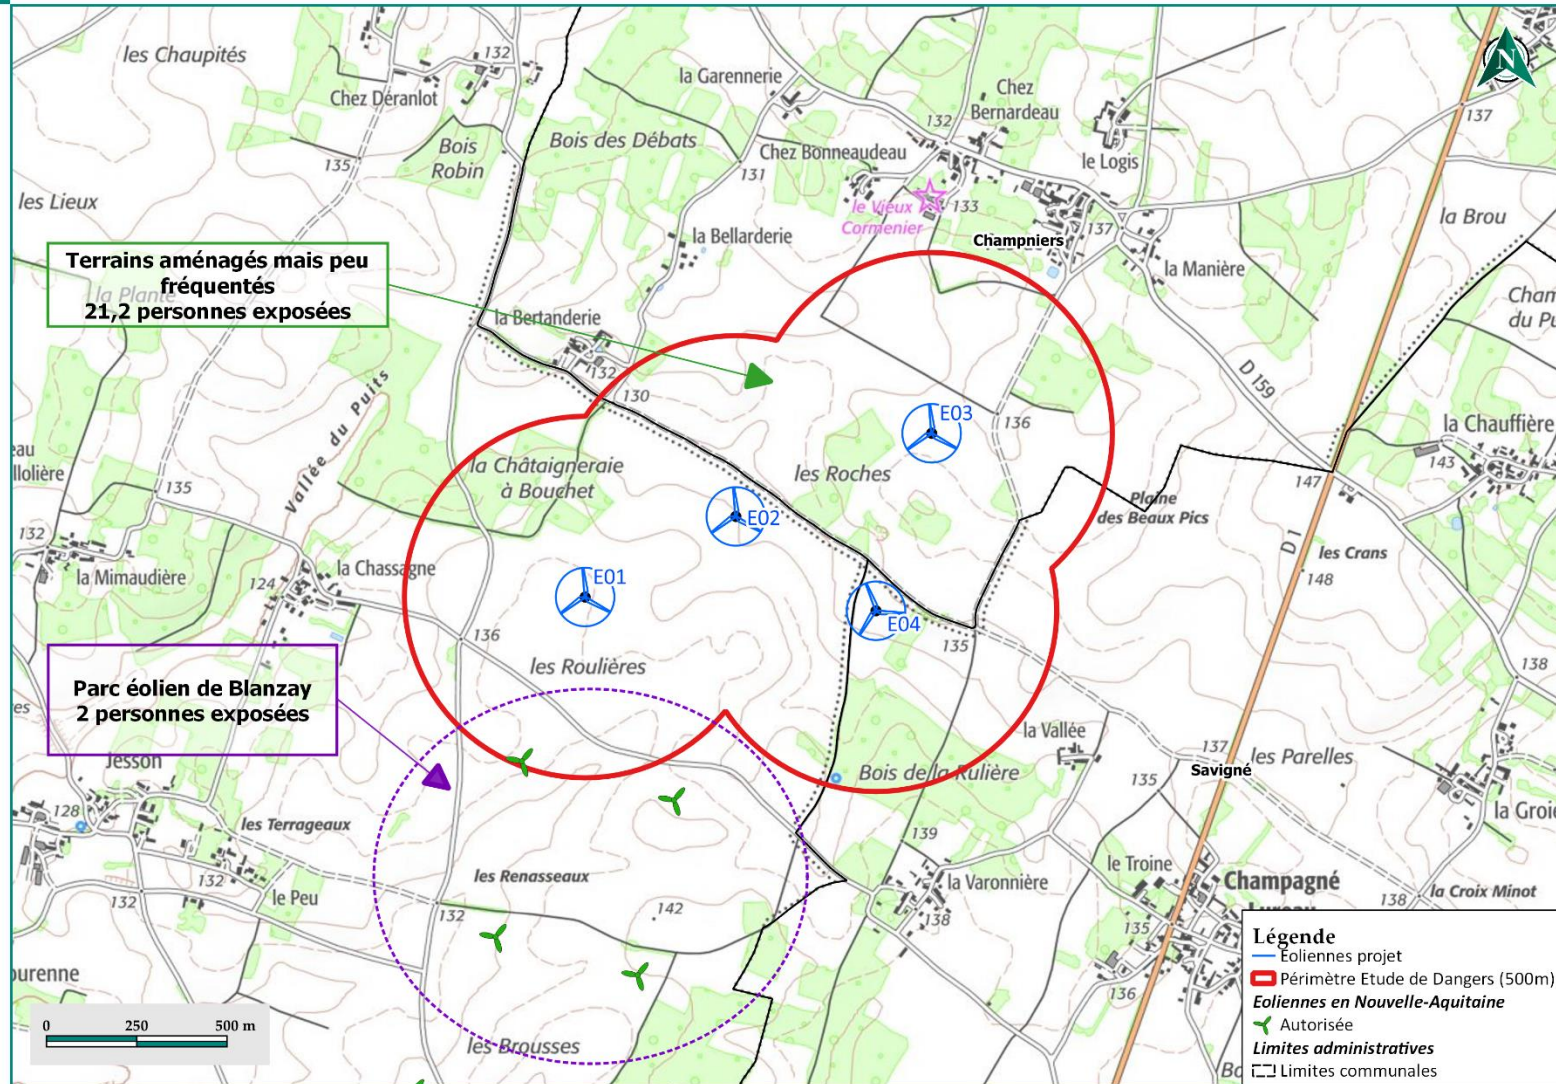 les Chaupités
132
Chez Déranlot
la Garennerie
Chez
Bernardeau
N
137
Bois
Robin
135
Bois des Débats
Chez Bonneaudeau
132
le Logis
131
les Lieux
le Vieux
Cormenier
133
la Brou
Terrains aménagés mais peu
fréquentés
21,2 personnes exposées
la Plante
la Bellarderie
Champniers
137
la Manière
la Bertanderie
132
130
D 159
Vallée du Puits
E03
136
la Chauffière
143
la Châtaigneraie
à Bouchet
les Roches
147
135
E02
Plaine
des Beaux Pics
132
la Mimaudière
la Chassagne
124
E01
D 1
les Crans
148
E04
136
135
les Roulières
138
Parc éolien de Blanzay
2 personnes exposées
la Vallée
137
les Parelles
Savigné
Jesson
Bois de la Rulière
135
128
les Terrageaux
139
la Groie
132
le Peu
les Renasseaux
la Varonnière
le Troine
Champagné
la Croix Minot
132
132
142
138
138
135
136
les Brousses
0 250 500 m
Légende
Eoliennes projet
Périmètre Etude de Dangers (500m)
Eoliennes en Nouvelle-Aquitaine
Autorisée
Limites administratives
Limites communales